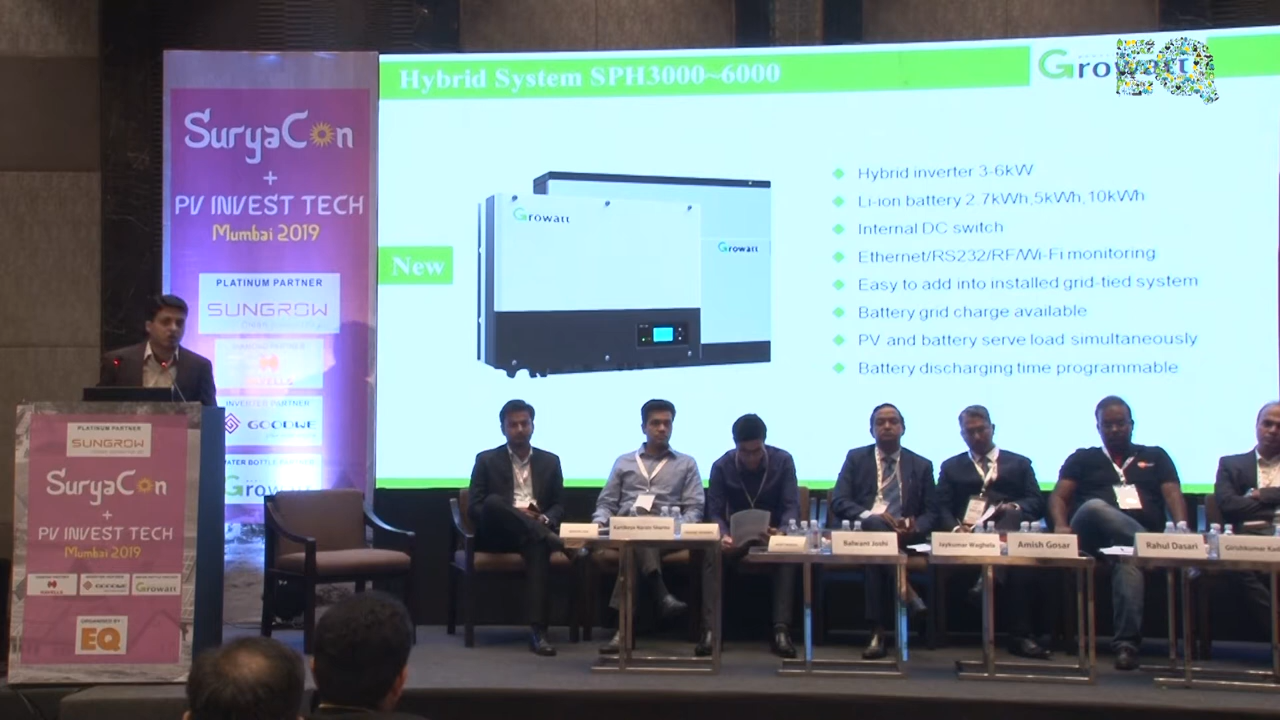 Hybrid System SPH3000~6000
Growatt
EQ
SuryaCon
+
PV INVEST TECH
Mumbai 2019
PLATINUM PARTNER
SUNGROW
INVERTER PARTNER
GOODWE
Growatt
Growatt
New
Hybrid inverter 3-6kW
Li-ion battery 2.7kWh,5kWh,10kWh
Internal DC switch
Ethernet/RS232/RF/Wi-Fi monitoring
Easy to add into installed grid-tied system
Battery grid charge available
PV and battery serve load simultaneously
Battery discharging time programmable
PLATINUM PARTNER
SUNGROW
SuryaCon
+
PV INVEST TECH
Mumbai 2019
HAVELLS
GOODWE
Growatt
ORGANISED BY :
EQ
Balwant Joshi
Jaykumar Waghela
Amish Gosar
Rahul Dasari